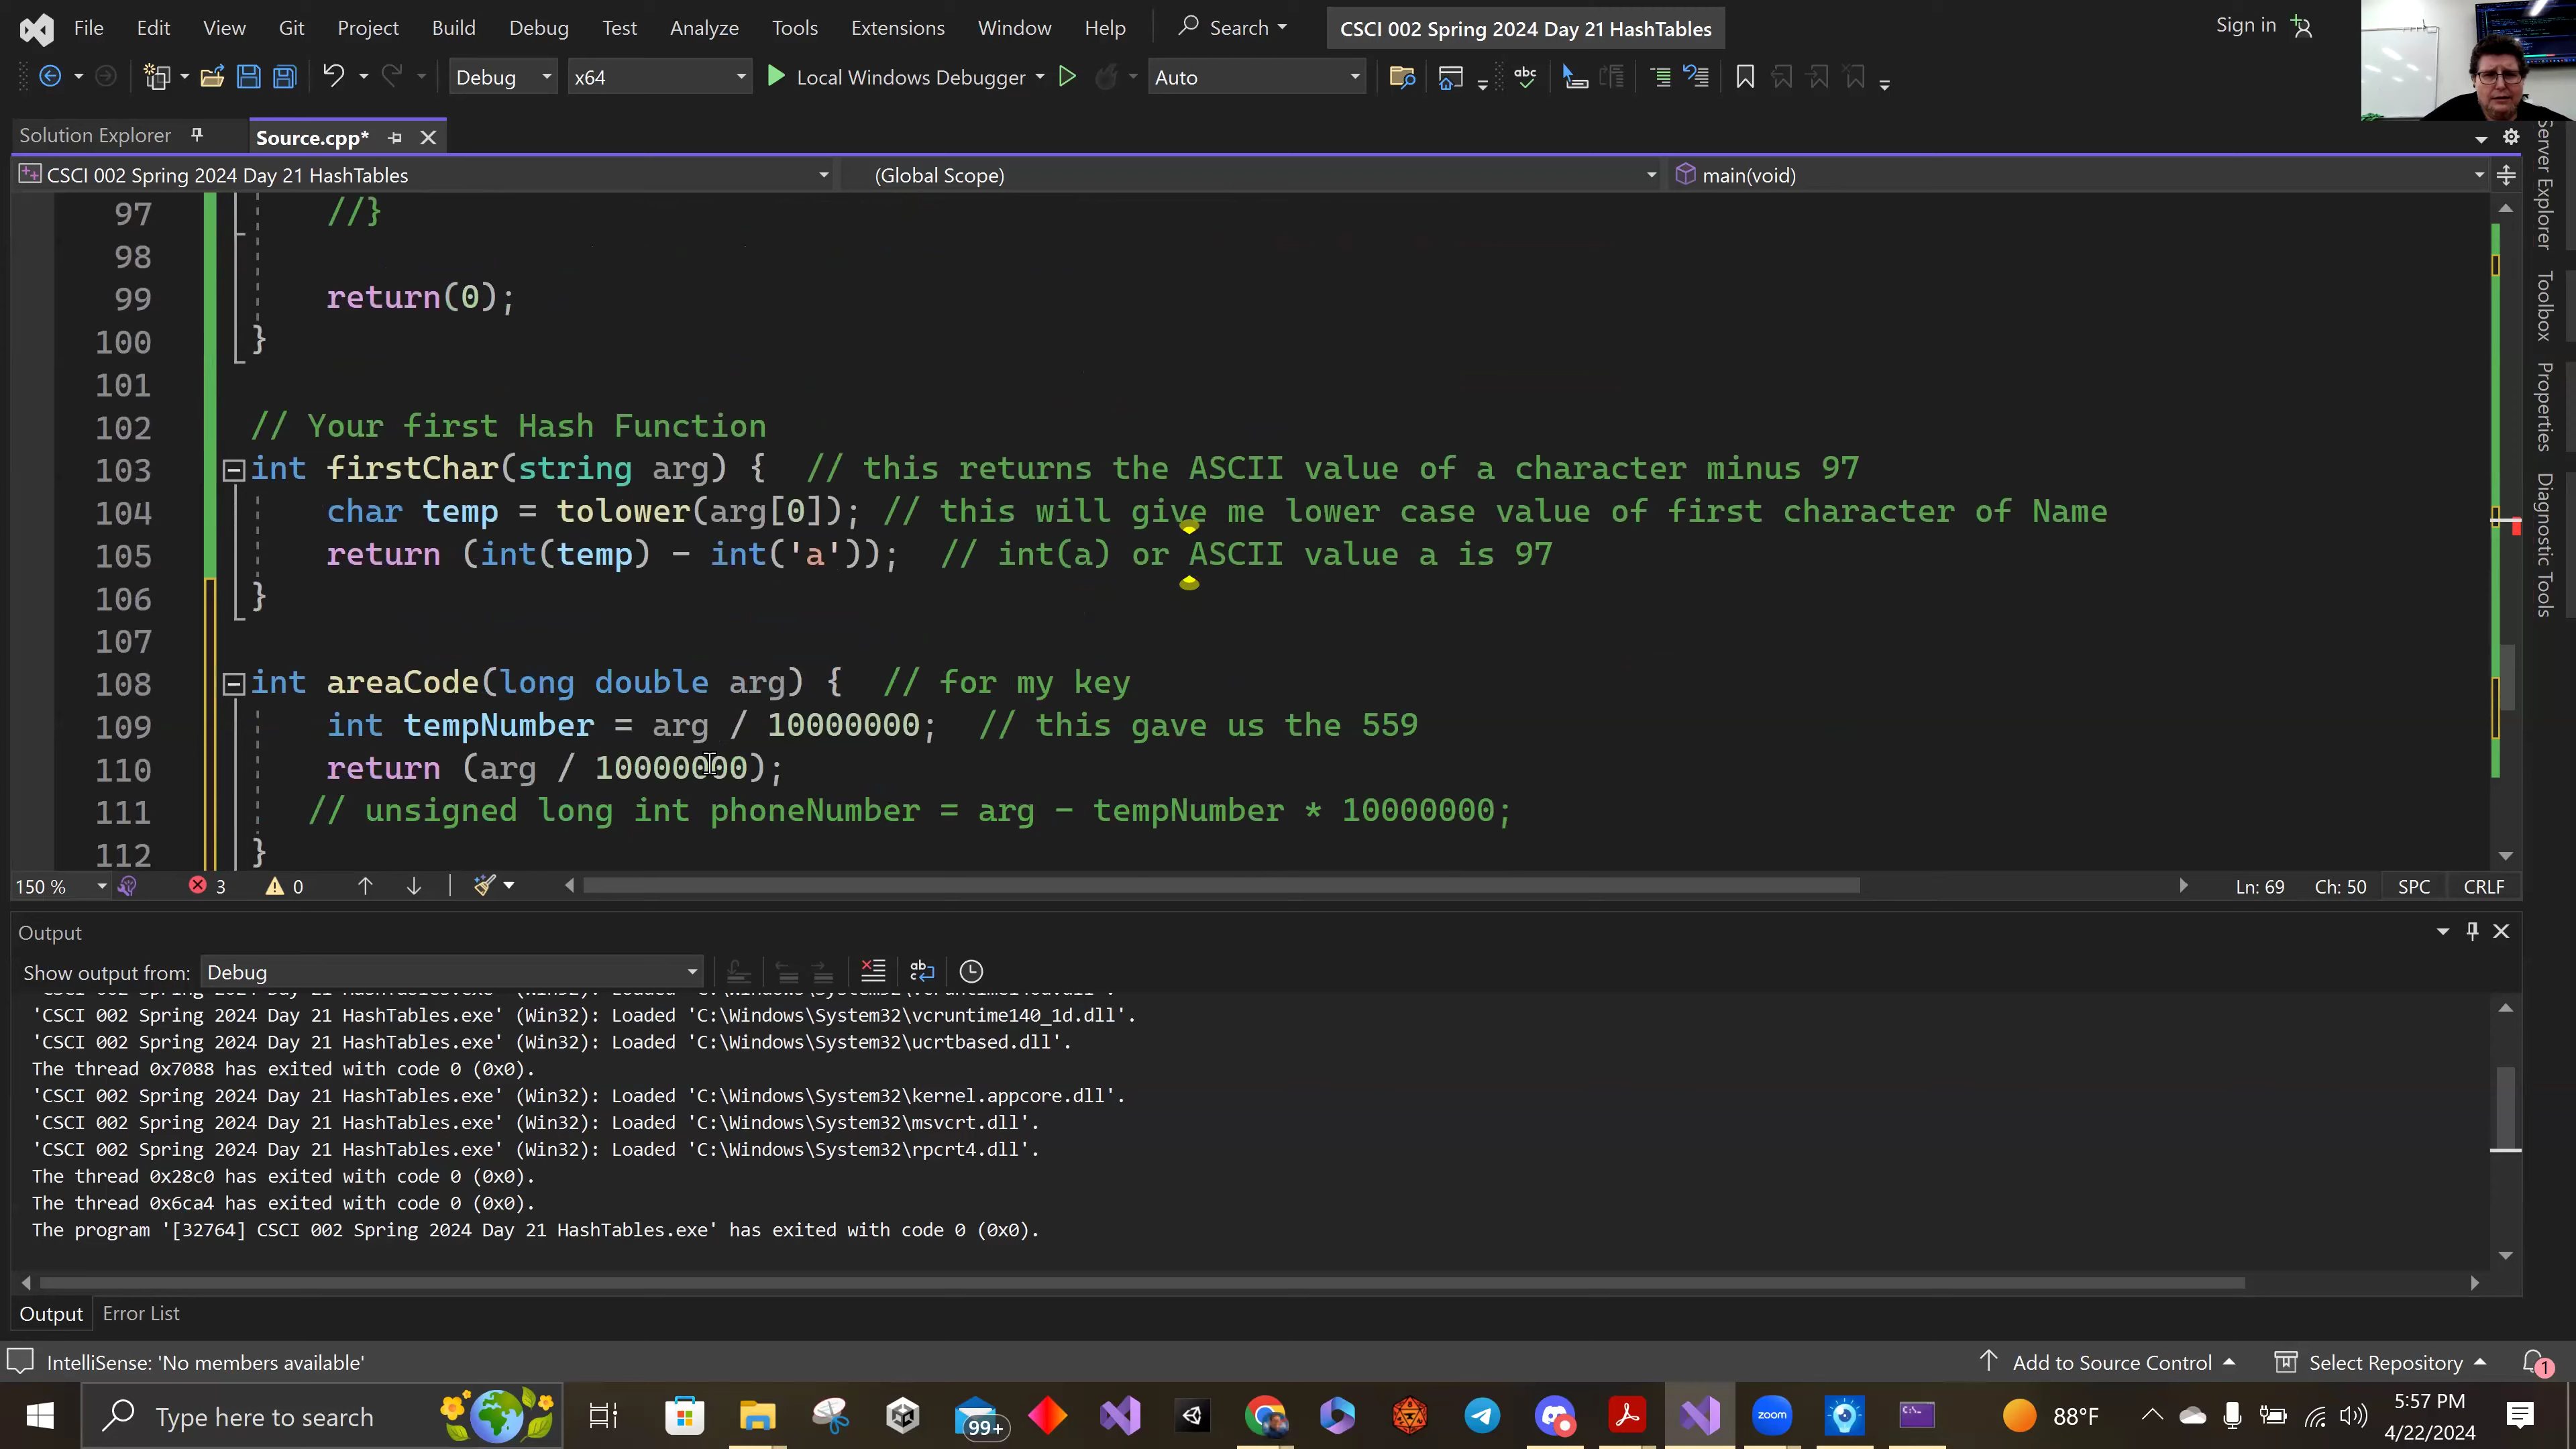 File Edit View Git Project Build Debug Test Analyze Tools Extensions Window Help Search CSCI 002 Spring 2024 Day 21 HashTables Sign in
Debug x64 Local Windows Debugger Auto
Solution Explorer Source.cpp*
CSCI 002 Spring 2024 Day 21 HashTables (Global Scope) main(void)
97 //}
98
99 return(0);
100 }
101
102 // Your first Hash Function
103 int firstChar(string arg) { // this returns the ASCII value of a character minus 97
104 char temp = tolower(arg[0]); // this will give me lower case value of first character of Name
105 return (int(temp) - int('a')); // int(a) or ASCII value a is 97
106 }
107
108 int areaCode(long double arg) { // for my key
109 int tempNumber = arg / 10000000; // this gave us the 559
110 return (arg / 10000000);
111 // unsigned long int phoneNumber = arg - tempNumber * 10000000;
112 }
150 % 3 0 Ln: 69 Ch: 50 SPC CRLF
Output
Show output from: Debug
'CSCI 002 Spring 2024 Day 21 HashTables.exe' (Win32): Loaded 'C:\Windows\System32\vcruntime140_1d.dll'.
'CSCI 002 Spring 2024 Day 21 HashTables.exe' (Win32): Loaded 'C:\Windows\System32\ucrtbased.dll'.
The thread 0x7088 has exited with code 0 (0x0).
'CSCI 002 Spring 2024 Day 21 HashTables.exe' (Win32): Loaded 'C:\Windows\System32\kernel.appcore.dll'.
'CSCI 002 Spring 2024 Day 21 HashTables.exe' (Win32): Loaded 'C:\Windows\System32\msvcrt.dll'.
'CSCI 002 Spring 2024 Day 21 HashTables.exe' (Win32): Loaded 'C:\Windows\System32\rpcrt4.dll'.
The thread 0x28c0 has exited with code 0 (0x0).
The thread 0x6ca4 has exited with code 0 (0x0).
The program '[32764] CSCI 002 Spring 2024 Day 21 HashTables.exe' has exited with code 0 (0x0).
Output Error List
IntelliSense: 'No members available' Add to Source Control Select Repository 1
Type here to search 99+ zoom 88°F 5:57 PM
4/22/2024
Server Explorer
Toolbox
Properties
Diagnostic Tools